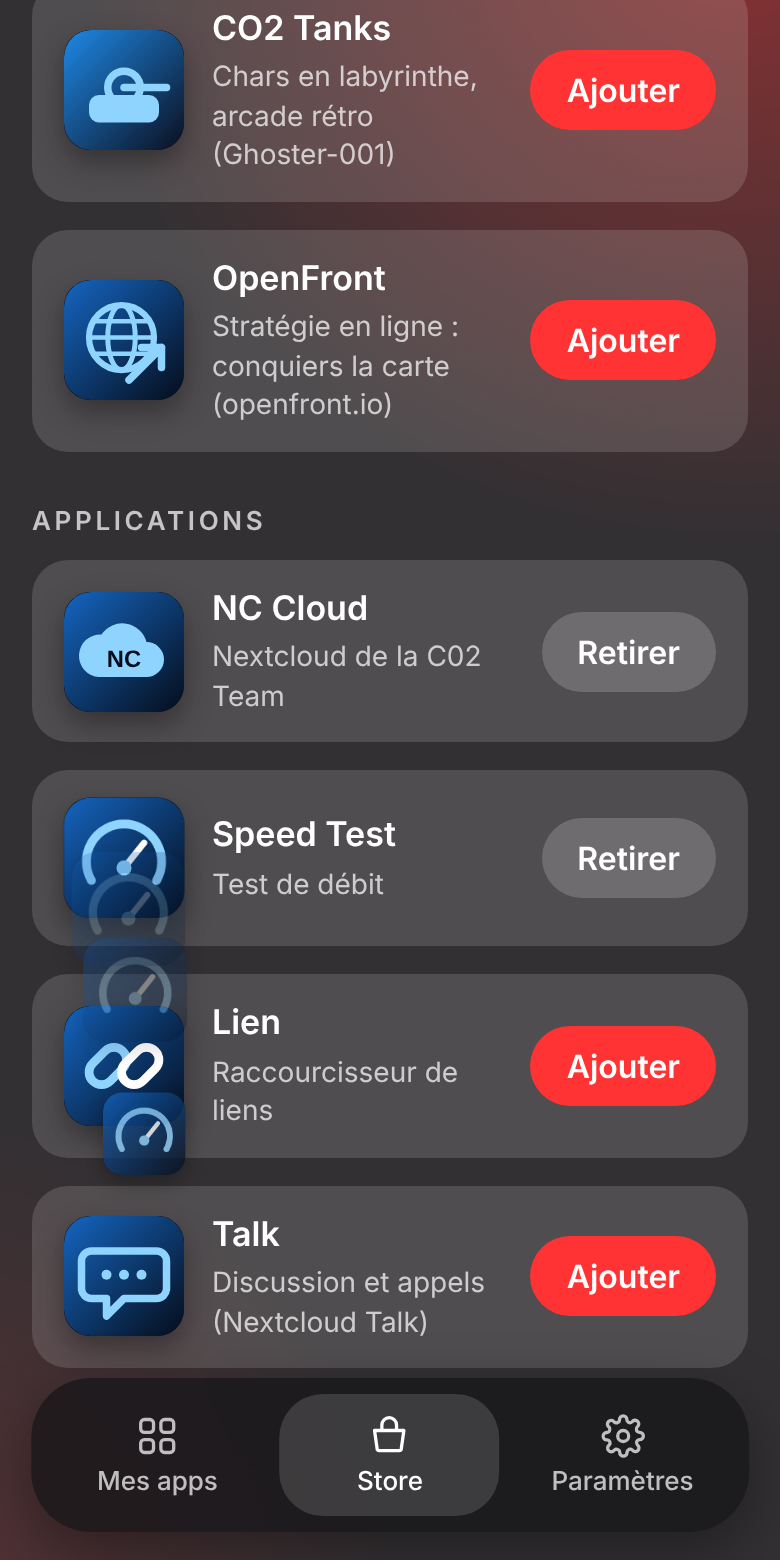 CO2 Tanks
Chars en labyrinthe,
arcade rétro
(Ghoster-001)
Ajouter
OpenFront
Stratégie en ligne :
conquiers la carte
(openfront.io)
Ajouter
APPLICATIONS
NC
NC Cloud
Nextcloud de la C02
Team
Retirer
Speed Test
Test de débit
Retirer
Lien
Raccourcisseur de
liens
Ajouter
Talk
Discussion et appels
(Nextcloud Talk)
Ajouter
Mes apps
Store
Paramètres